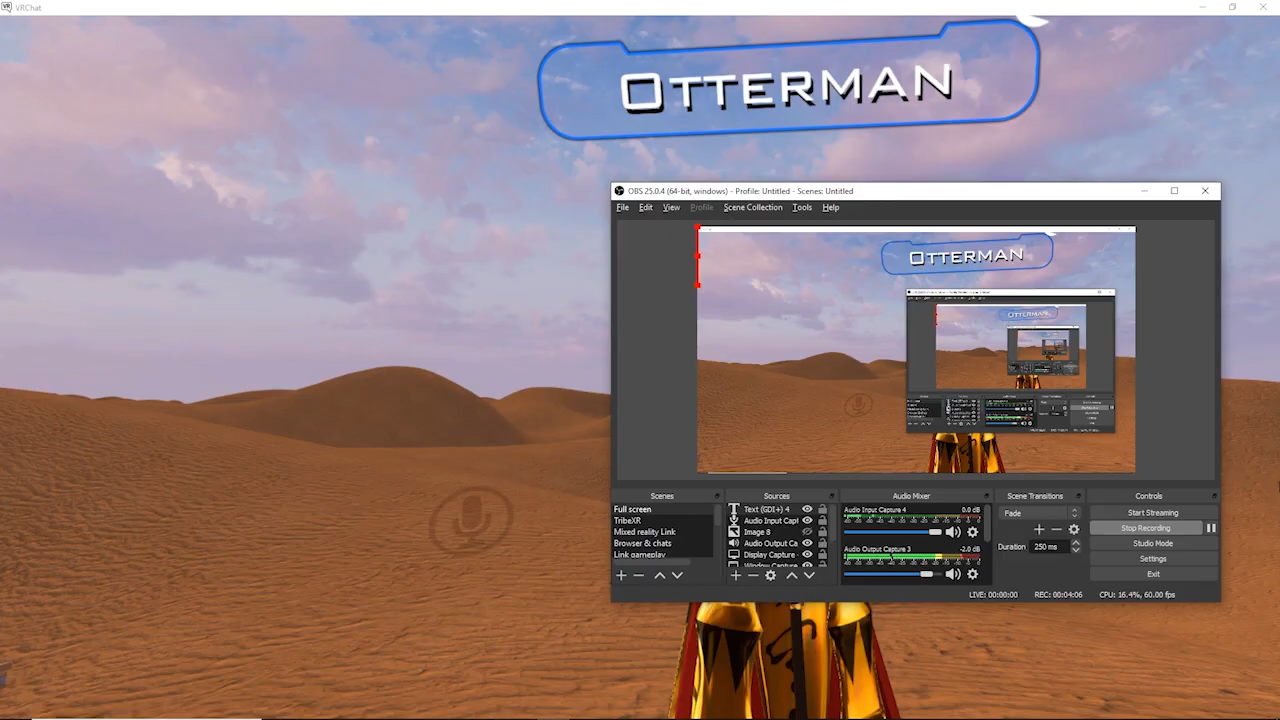 VRChat
OTTERMAN
OBS 25.0.4 (64-bit, windows) - Profile: Untitled - Scenes: Untitled
File Edit View Profile Scene Collection Tools Help
OTTERMAN
OTTERMAN
Scenes
Full screen
TribeXR
Mixed reality Link
Browser & chats
Link gameplay
Sources
Text (GDI+) 4
Audio Input Capt
Image 8
Audio Output Ca
Display Capture
Window Capture
Audio Mixer
Audio Input Capture 4 0.0 dB
Audio Output Capture 3 -2.0 dB
Scene Transitions
Fade
Duration 250 ms
Controls
Start Streaming
Stop Recording
Studio Mode
Settings
Exit
LIVE: 00:00:00 REC: 00:04:06 CPU: 16.4%, 60.00 fps